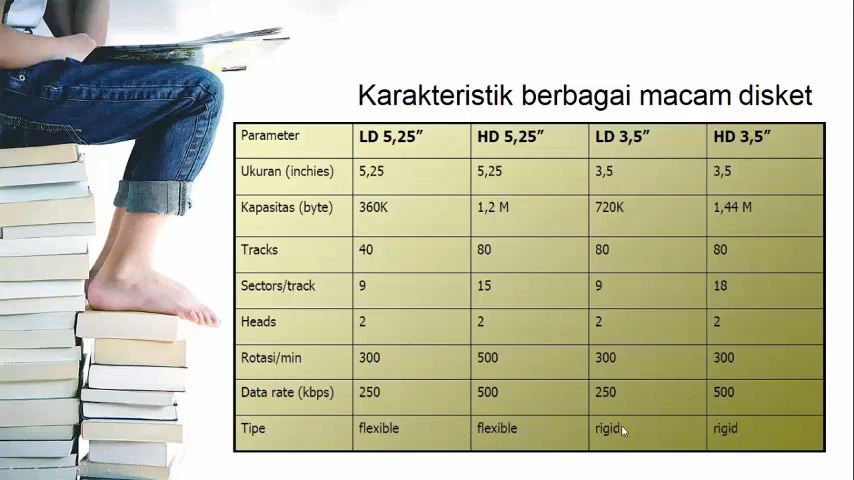 Karakteristik berbagai macam disket
Parameter LD 5,25” HD 5,25” LD 3,5” HD 3,5”
Ukuran (inchies) 5,25 5,25 3,5 3,5
Kapasitas (byte) 360K 1,2 M 720K 1,44 M
Tracks 40 80 80 80
Sectors/track 9 15 9 18
Heads 2 2 2 2
Rotasi/min 300 500 300 300
Data rate (kbps) 250 500 250 500
Tipe flexible flexible rigid rigid